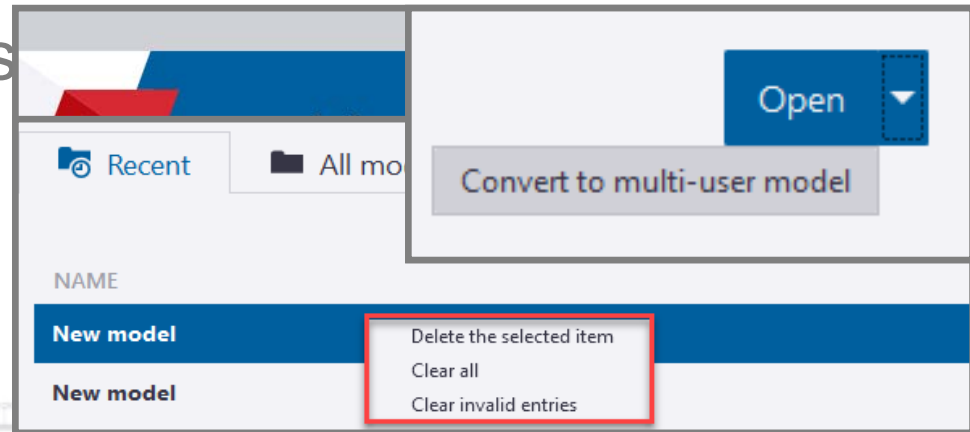 s
Open
Convert to multi-user model
Recent
All mo
NAME
New model
Delete the selected item
Clear all
New model
Clear invalid entries